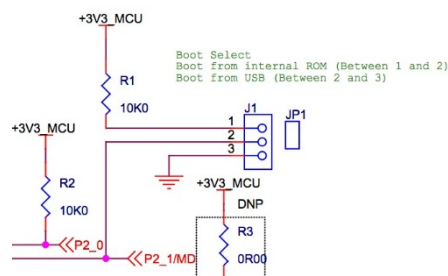 +3V3_MCU
Boot Select
Boot from internal ROM (Between 1 and 2)
Boot from USB (Between 2 and 3)
R1
10K0
J1
JP1
1
2
3
+3V3_MCU
R2
10K0
+3V3_MCU
DNP
P2_0
P2_1/MD
R3
0R00